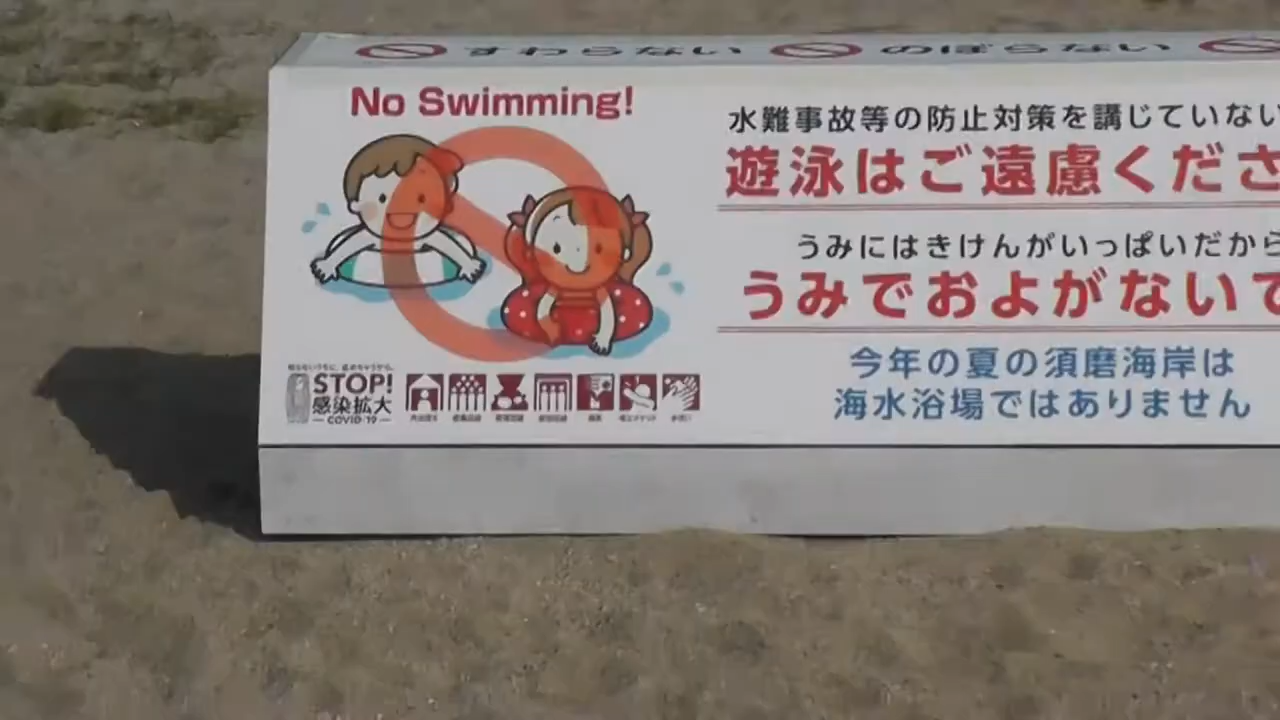 すわらない のぼらない
No Swimming!
水難事故等の防止対策を講じていない
遊泳はご遠慮くださ
うみにはきけんがいっぱいだから
うみでおよがないで
今年の夏の須磨海岸は
海水浴場ではありません
STOP!
感染拡大
COVID-19